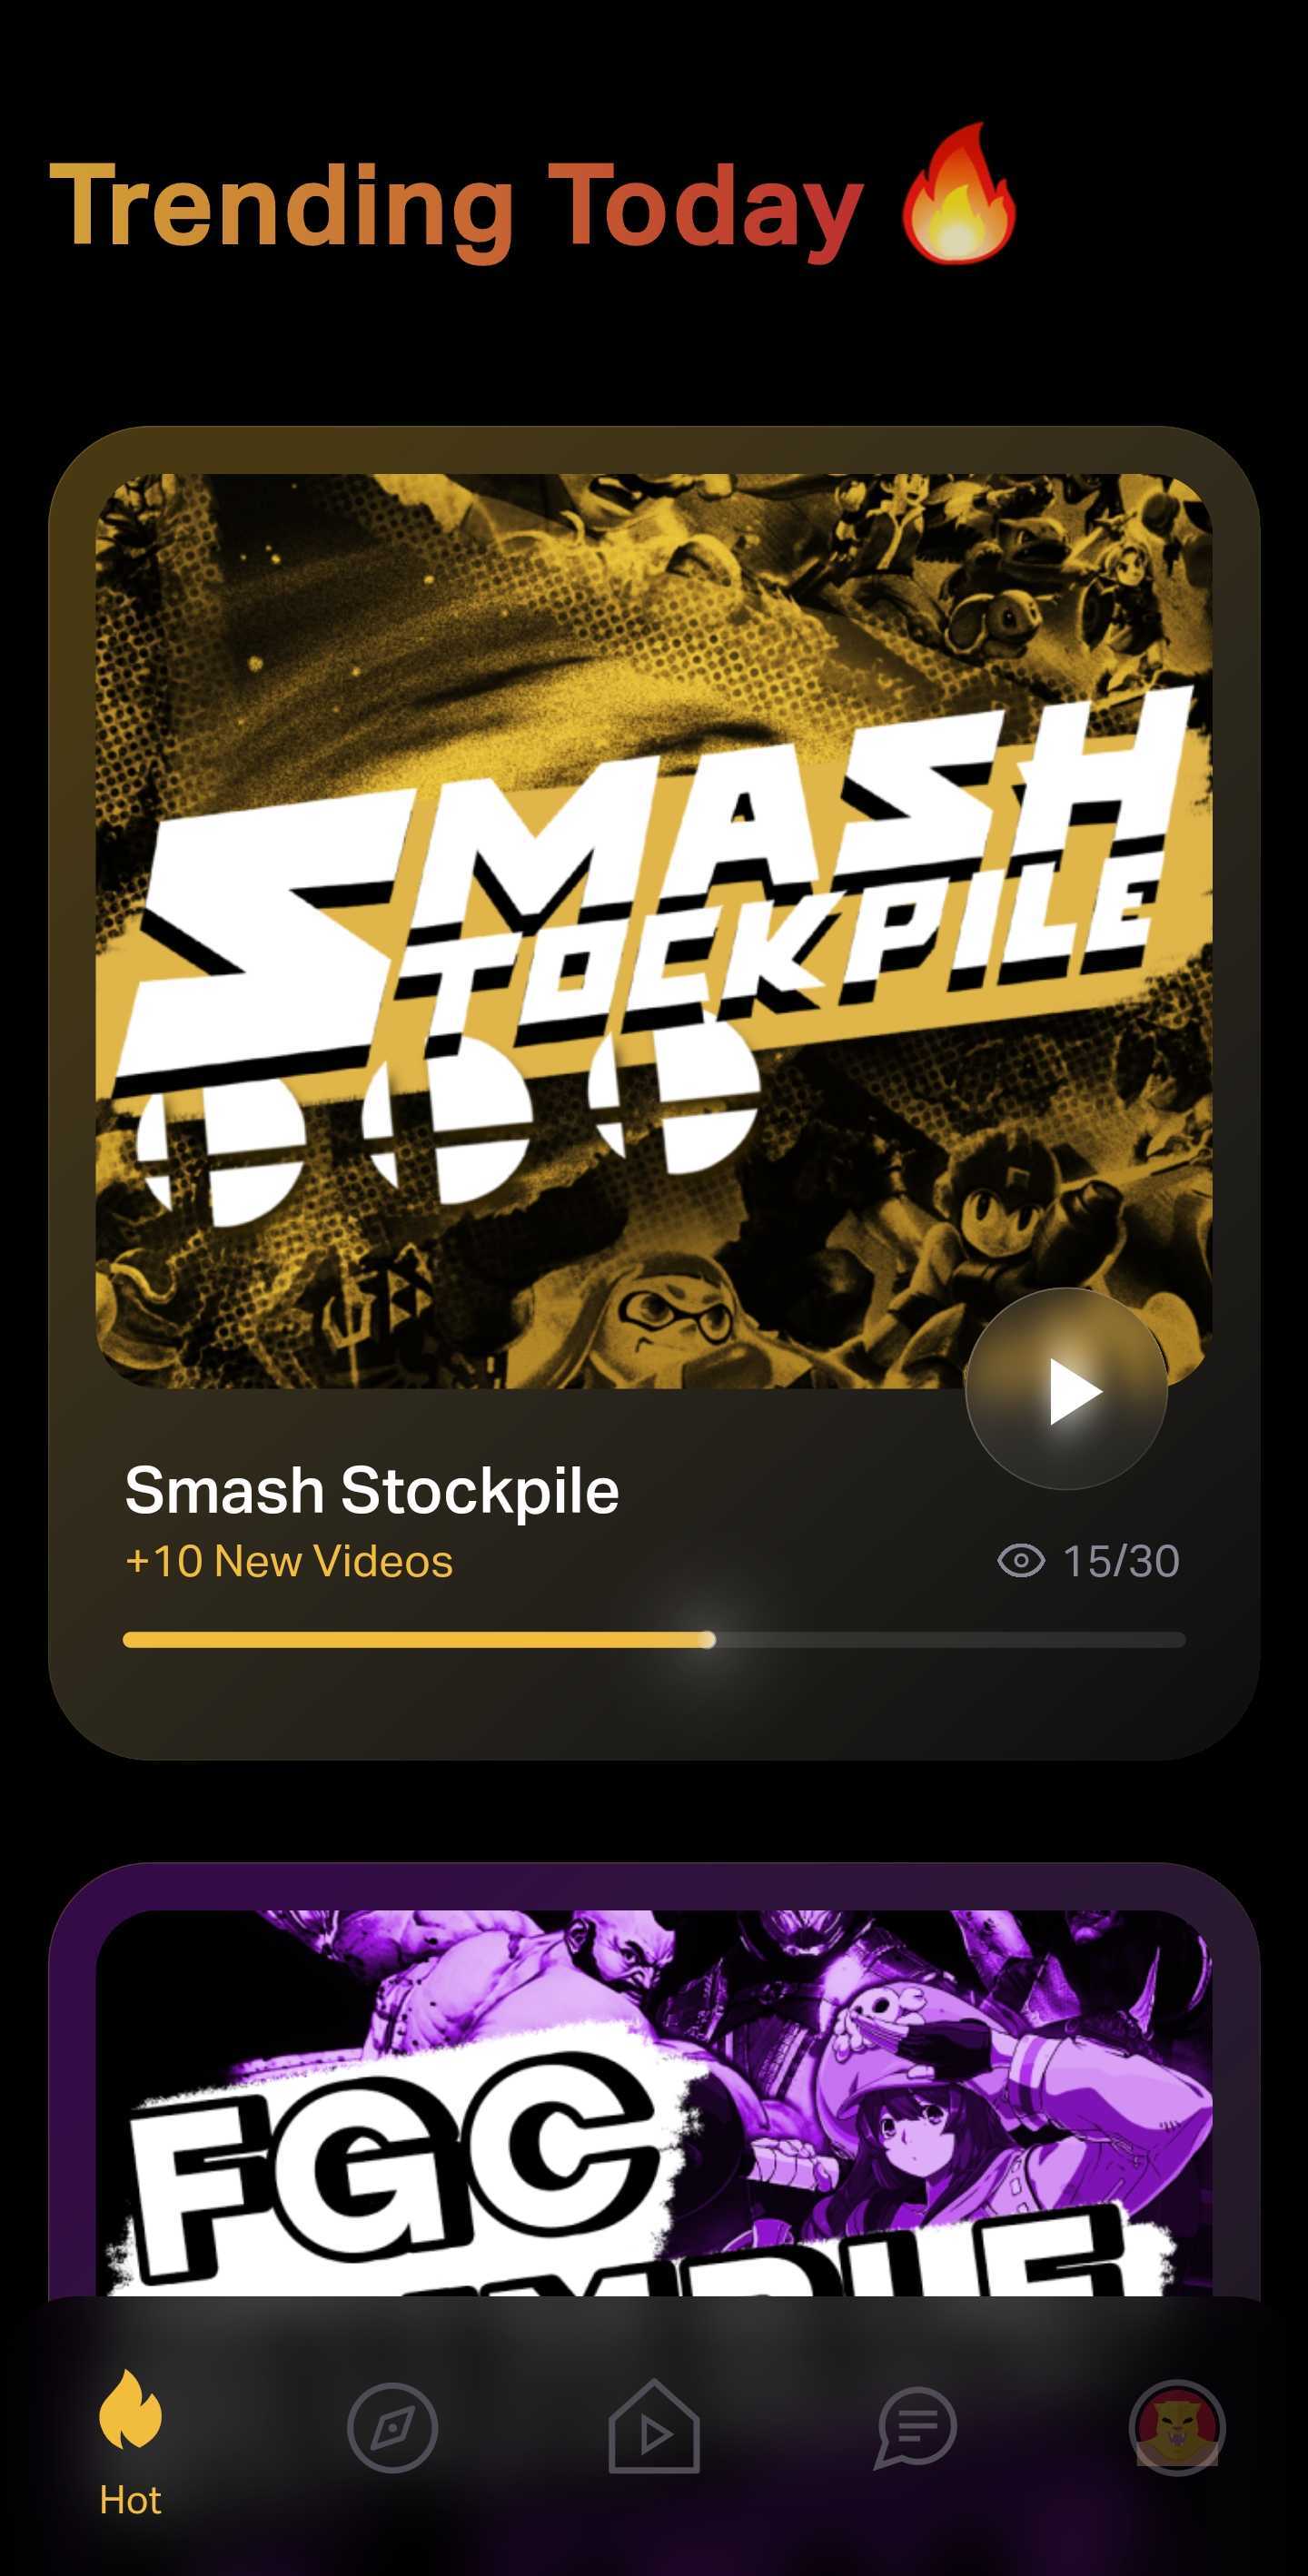 Trending Today 🔥
SMASH
STOCKPILE
Smash Stockpile
+10 New Videos
15/30
FGC
Hot